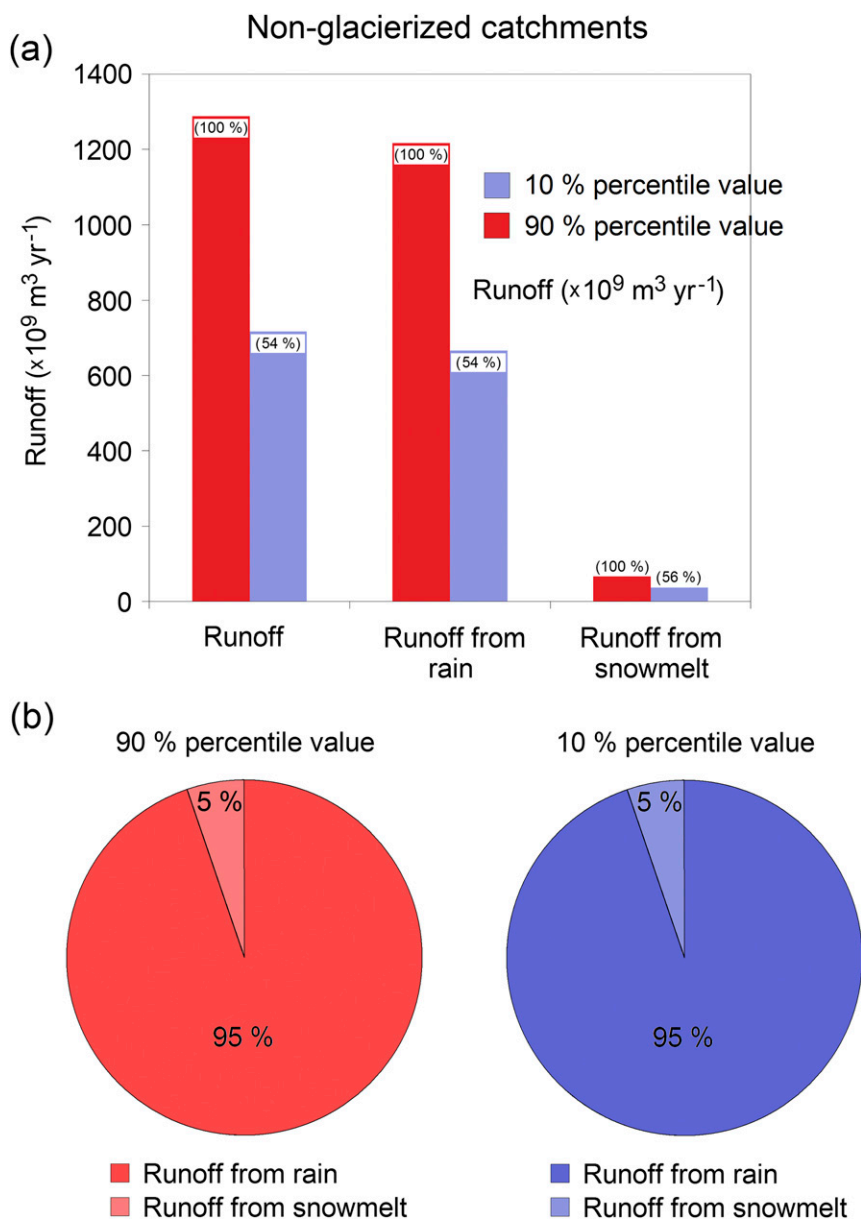 Non-glacierized catchments
(a)
1400
1200
1000
800
600
400
200
0
Runoff (×10⁹ m³ yr⁻¹)
(100 %)
(54 %)
(100 %)
(54 %)
(100 %)
(56 %)
10 % percentile value
90 % percentile value
Runoff (×10⁹ m³ yr⁻¹)
Runoff
Runoff from
rain
Runoff from
snowmelt
(b)
90 % percentile value
5 %
95 %
Runoff from rain
Runoff from snowmelt
10 % percentile value
5 %
95 %
Runoff from rain
Runoff from snowmelt